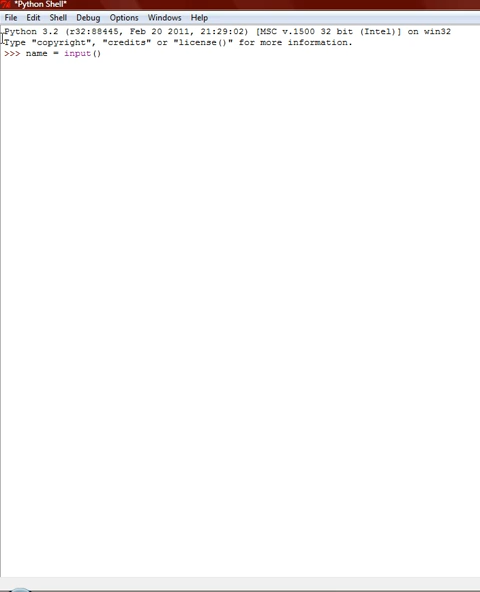 *Python Shell*
File Edit Shell Debug Options Windows Help
Python 3.2 (r32:88445, Feb 20 2011, 21:29:02) [MSC v.1500 32 bit (Intel)] on win32
Type "copyright", "credits" or "license()" for more information.
>>> name = input()